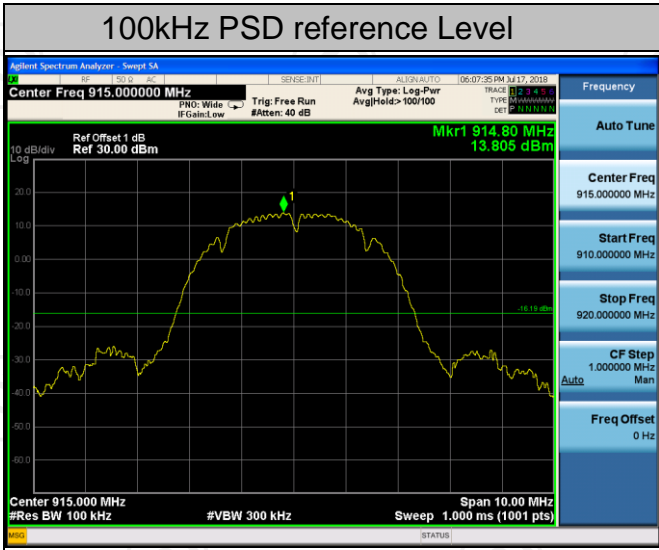 100kHz PSD reference Level
Agilent Spectrum Analyzer - Swept SA
RF 50 Ω AC SENSE:INT ALIGN AUTO 06:07:35 PM Jul 17, 2018
Center Freq 915.000000 MHz
PNO: Wide
IFGain:Low
Trig: Free Run
#Atten: 40 dB
Avg Type: Log-Pwr
Avg|Hold:> 100/100
TRACE 1 2 3 4 5 6
TYPE M
DET P N N N N N
Frequency
Auto Tune
Center Freq
915.000000 MHz
Start Freq
910.000000 MHz
Stop Freq
920.000000 MHz
CF Step
1.000000 MHz
Auto Man
Freq Offset
0 Hz
Mkr1 914.80 MHz
13.805 dBm
Ref Offset 1 dB
10 dB/div Ref 30.00 dBm
Log
1
20.0
10.0
0.00
-10.0
-16.19 dBm
-20.0
-30.0
-40.0
-50.0
-60.0
Center 915.000 MHz Span 10.00 MHz
#Res BW 100 kHz #VBW 300 kHz Sweep 1.000 ms (1001 pts)
MSG STATUS